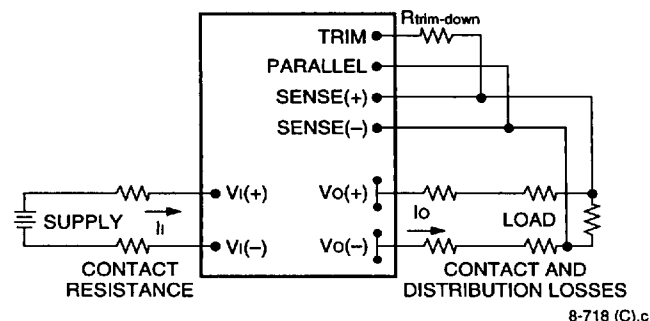 Rtrim-down
TRIM
PARALLEL
SENSE(+)
SENSE(–)
VI(+)
VO(+)
IO
SUPPLY
II
LOAD
VI(–)
VO(–)
CONTACT
RESISTANCE
CONTACT AND
DISTRIBUTION LOSSES
8-718 (C).c